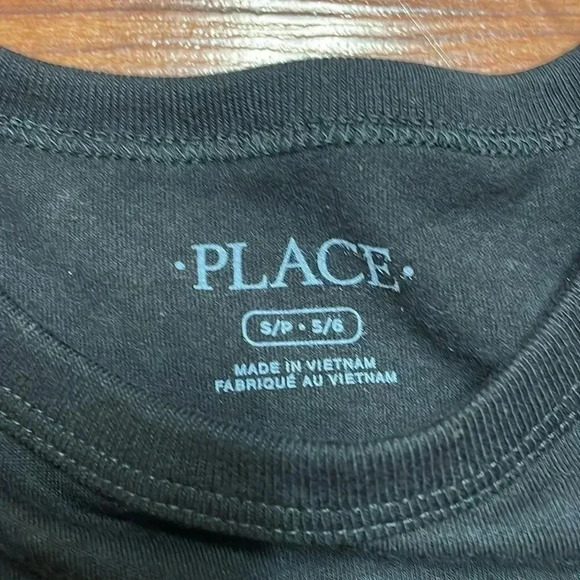 ·PLACE·
S/P · 5/6
MADE IN VIETNAM
FABRIQUÉ AU VIETNAM